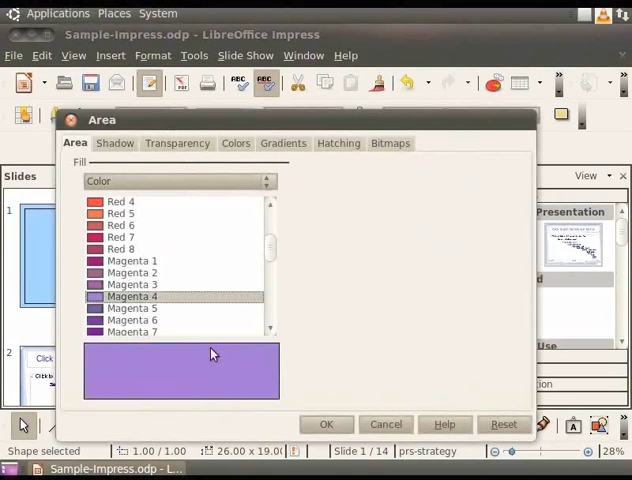 Applications Places System
Sample-Impress.odp - LibreOffice Impress
File Edit View Insert Format Tools Slide Show Window Help
Area
Area Shadow Transparency Colors Gradients Hatching Bitmaps
Fill
Color
Red 4
Red 5
Red 6
Red 7
Red 8
Magenta 1
Magenta 2
Magenta 3
Magenta 4
Magenta 5
Magenta 6
Magenta 7
OK Cancel Help Reset
Slides
View
Presentation
1
2
Click
Use
Shape selected 1.00 / 1.00 26.00 x 19.0 Slide 1 / 14 prs-strategy 28%
Sample-Impress.odp - L...